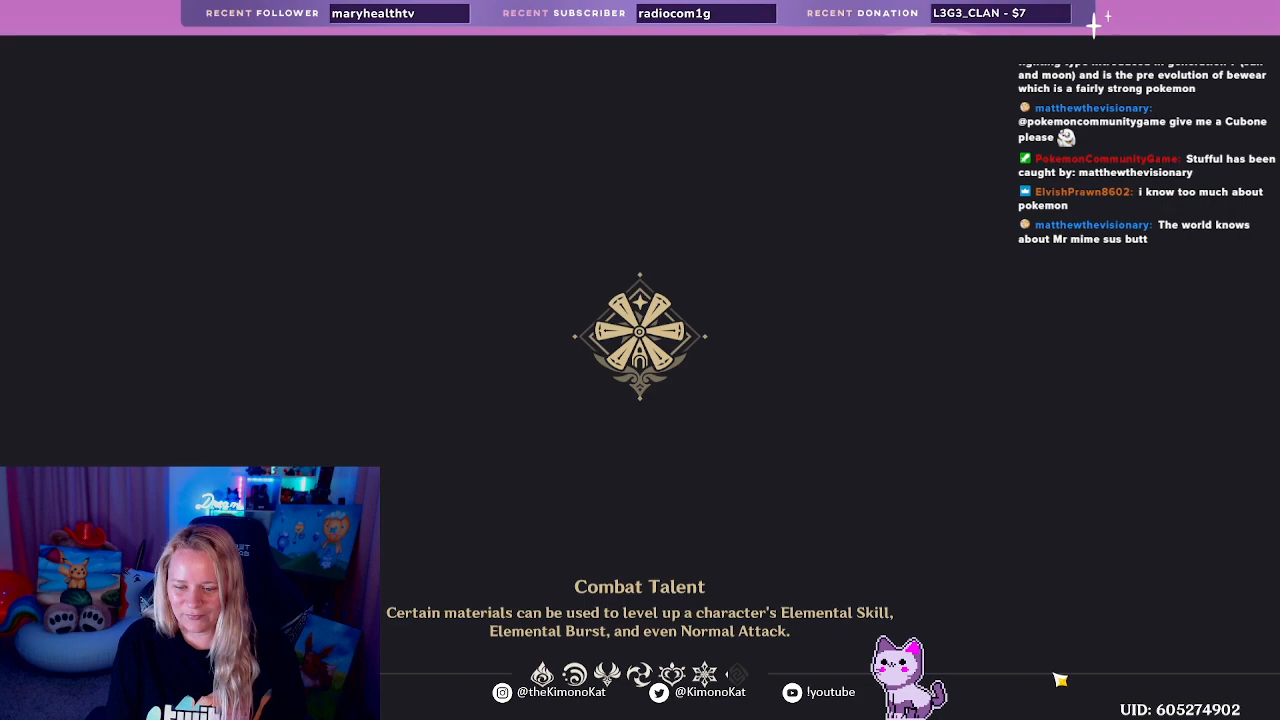 RECENT FOLLOWER maryhealthtv RECENT SUBSCRIBER radiocom1g RECENT DONATION L3G3_CLAN - $7
and moon) and is the pre evolution of bewear
which is a fairly strong pokemon
matthewthevisionary:
@pokemoncommunitygame give me a Cubone
please
PokemonCommunityGame: Stufful has been
caught by: matthewthevisionary
ElvishPrawn8602: i know too much about
pokemon
matthewthevisionary: The world knows
about Mr mime sus butt
Combat Talent
Certain materials can be used to level up a character's Elemental Skill,
Elemental Burst, and even Normal Attack.
@theKimonoKat @KimonoKat lyoutube
UID: 605274902